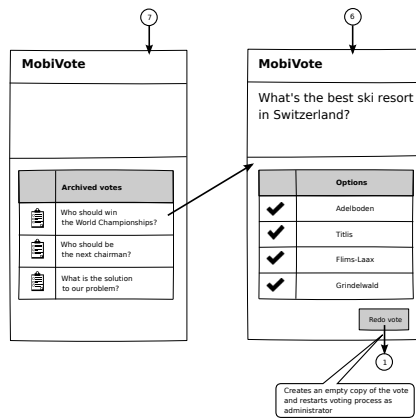 7
MobiVote
Archived votes
Who should win
the World Championships?
Who should be
the next chairman?
What is the solution
to our problem?
6
MobiVote
What's the best ski resort
in Switzerland?
Options
Adelboden
Titlis
Flims-Laax
Grindelwald
Redo vote
1
Creates an empty copy of the vote
and restarts voting process as
administrator